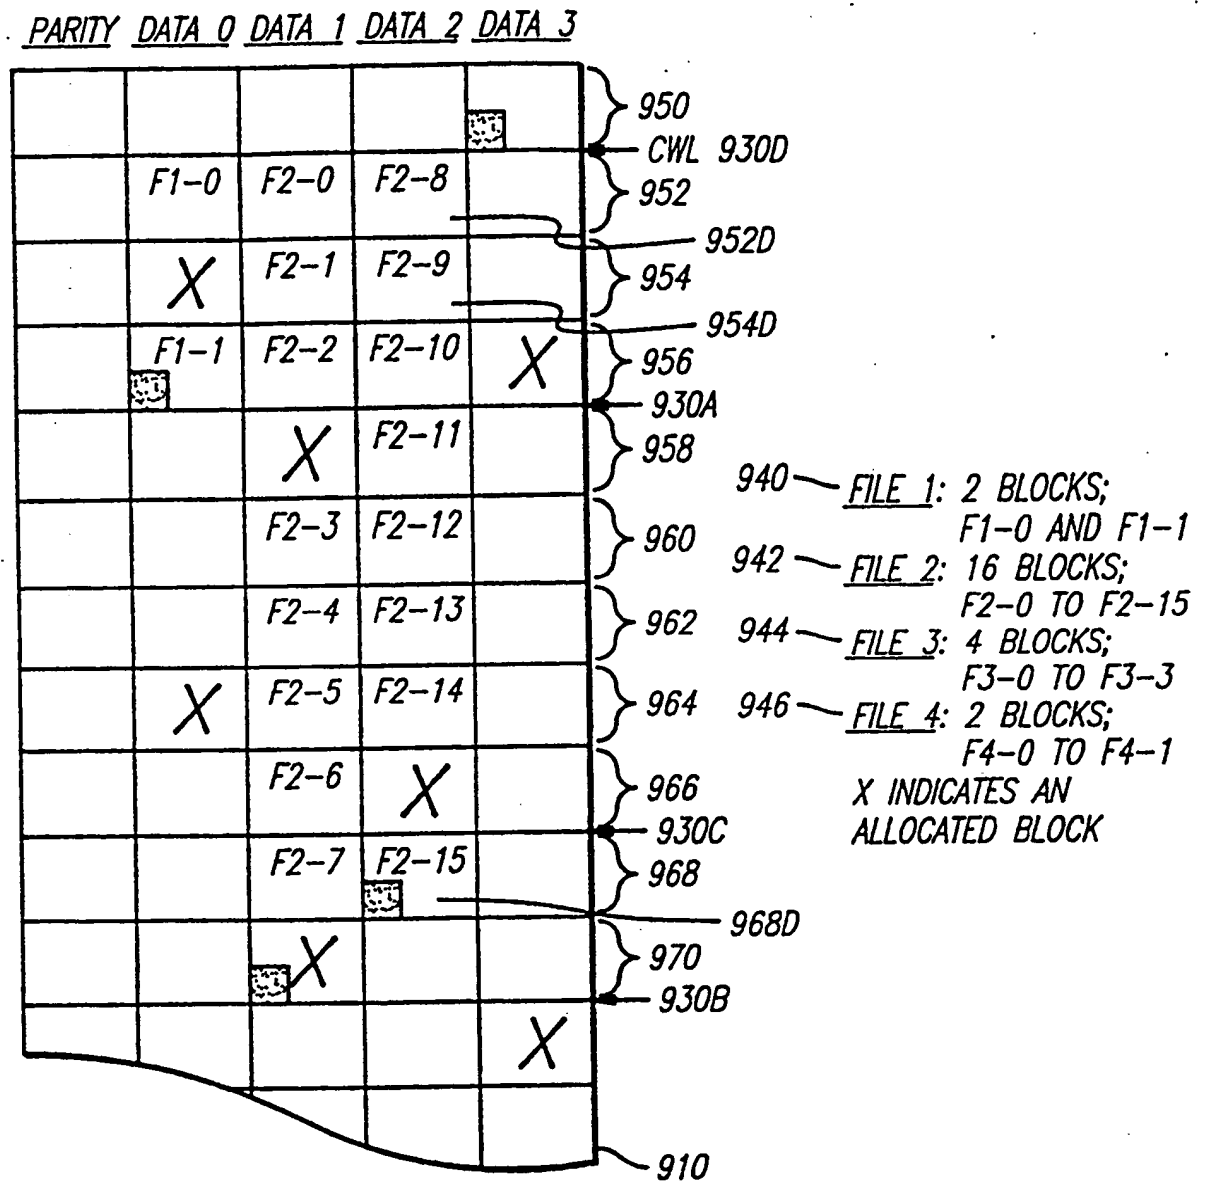 PARITY DATA 0 DATA 1 DATA 2 DATA 3
950
CWL 930D
F1-0 F2-0 F2-8 952
952D
X F2-1 F2-9 954
954D
F1-1 F2-2 F2-10 X 956
930A
X F2-11 958
F2-3 F2-12 960
F2-4 F2-13 962
X F2-5 F2-14 964
F2-6 X 966
930C
F2-7 F2-15 968
968D
X 970
930B
X
910
940 FILE 1: 2 BLOCKS;
F1-0 AND F1-1
942 FILE 2: 16 BLOCKS;
F2-0 TO F2-15
944 FILE 3: 4 BLOCKS;
F3-0 TO F3-3
946 FILE 4: 2 BLOCKS;
F4-0 TO F4-1
X INDICATES AN
ALLOCATED BLOCK